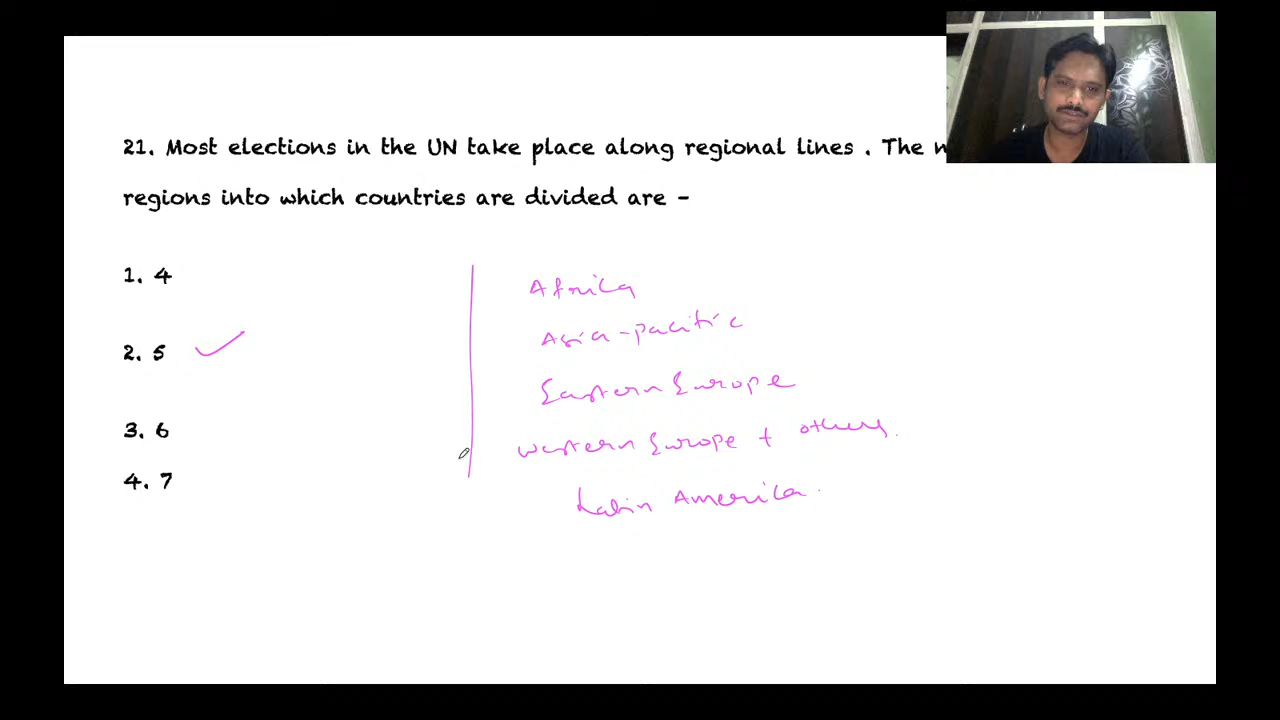 21. Most elections in the UN take place along regional lines . The
regions into which countries are divided are -
1. 4
2. 5
3. 6
4. 7
Africa
Asia-pacific
Eastern Europe
Western Europe + others.
Latin America.